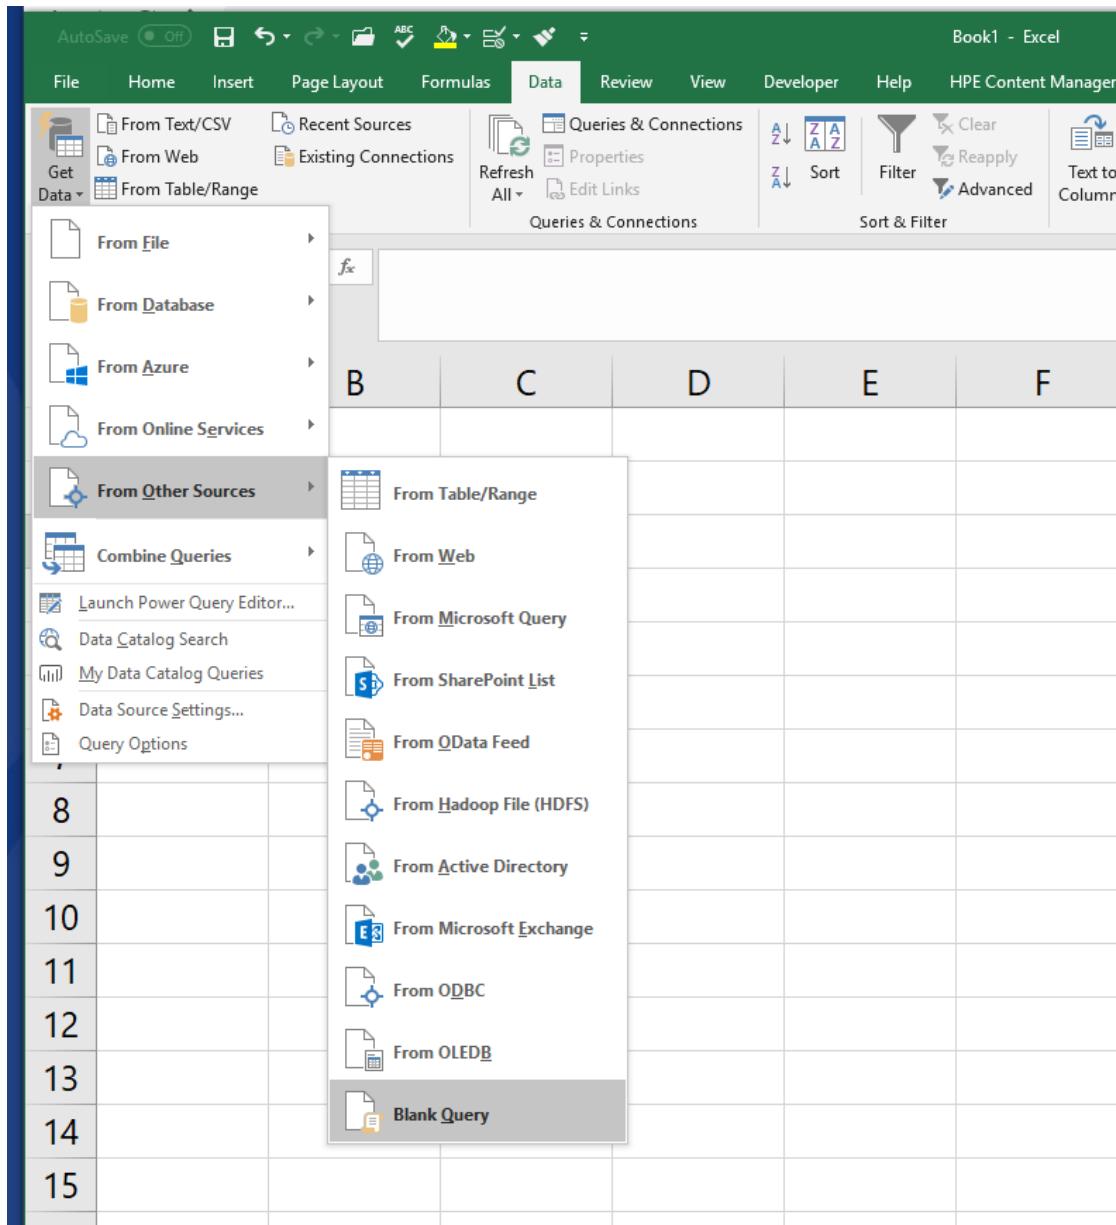 AutoSave Off ABC Book1 - Excel
File Home Insert Page Layout Formulas Data Review View Developer Help HPE Content Manager
Get Data
From Text/CSV
From Web
From Table/Range
Recent Sources
Existing Connections
Refresh All
Queries & Connections
Properties
Edit Links
Queries & Connections
A Z
Z A
Z A A Z
Sort
Filter
Clear
Reapply
Advanced
Sort & Filter
Text to
Column
fx
B C D E F
From File
From Database
From Azure
From Online Services
From Other Sources
Combine Queries
Launch Power Query Editor...
Data Catalog Search
My Data Catalog Queries
Data Source Settings...
Query Options
From Table/Range
From Web
From Microsoft Query
From SharePoint List
From OData Feed
From Hadoop File (HDFS)
From Active Directory
From Microsoft Exchange
From ODBC
From OLEDB
Blank Query
8
9
10
11
12
13
14
15